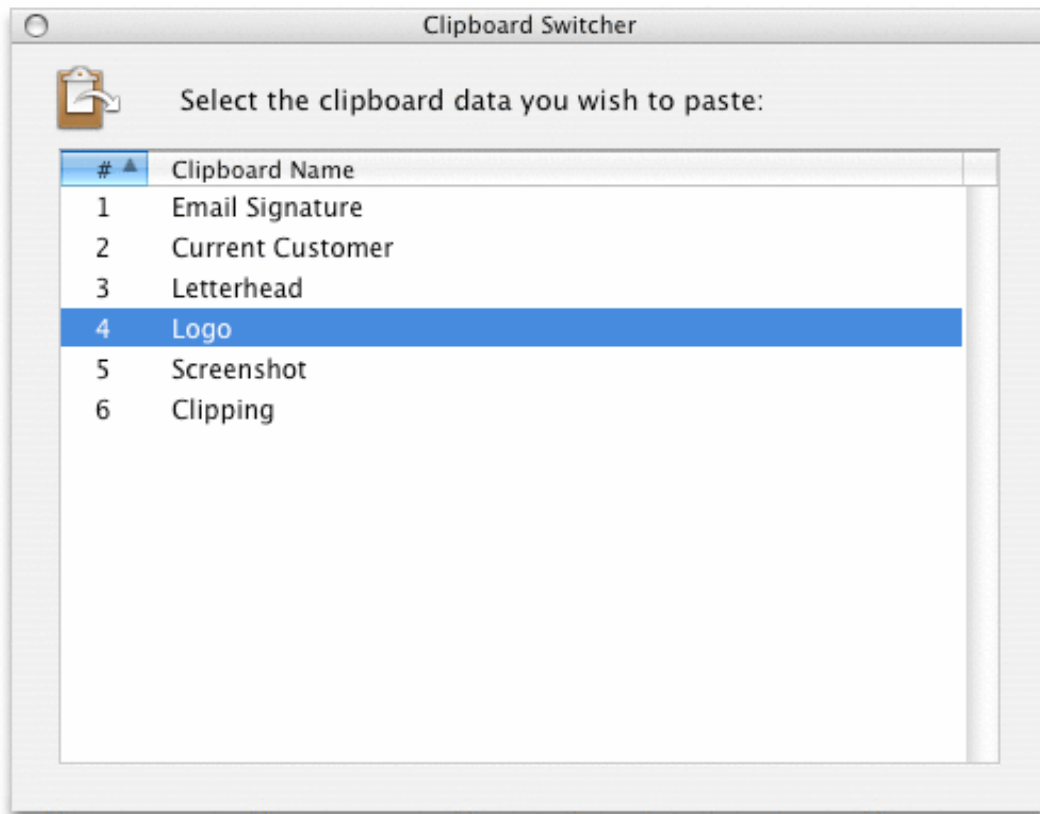 Clipboard Switcher
Select the clipboard data you wish to paste:
# Clipboard Name
1 Email Signature
2 Current Customer
3 Letterhead
4 Logo
5 Screenshot
6 Clipping